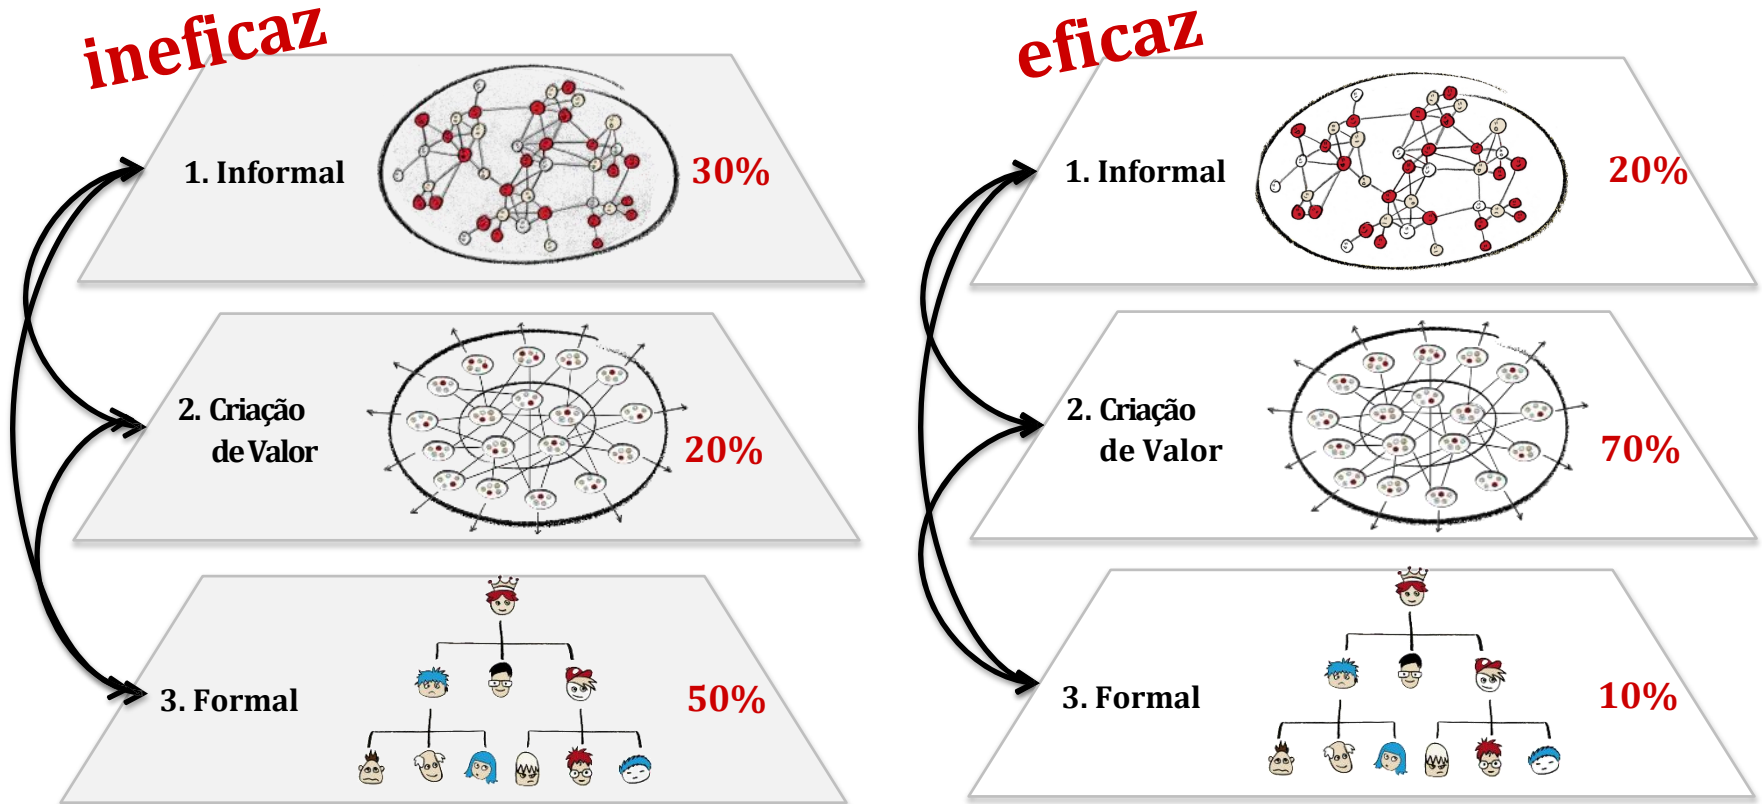 ineficaz
1. Informal
30%
2. Criação
de Valor
20%
3. Formal
50%
eficaz
1. Informal
20%
2. Criação
de Valor
70%
3. Formal
10%